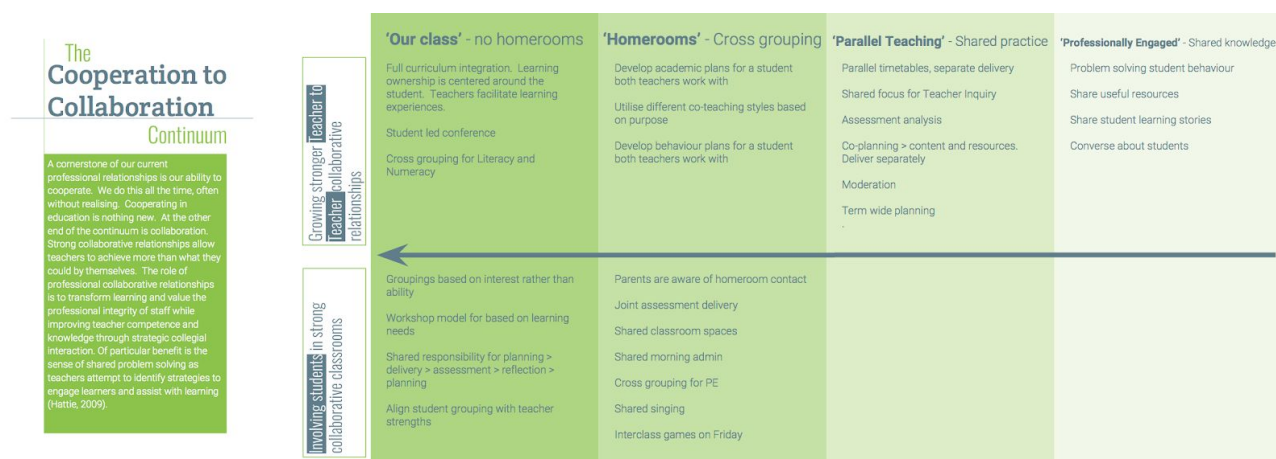 The
Cooperation to
Collaboration
Continuum
A cornerstone of our current
professional relationships is our ability to
cooperate. We do this all the time, often
without realising. Cooperating in
education is nothing new. At the other
end of the continuum is collaboration.
Strong collaborative relationships allow
teachers to achieve more than what they
could by themselves. The role of
professional collaborative relationships
is to transform learning and value the
professional integrity of staff while
improving teacher competence and
knowledge through strategic collegial
interaction. Of particular benefit is the
sense of shared problem solving as
teachers attempt to identify strategies to
engage learners and assist with learning
(Hattie, 2009).
Growing stronger Teacher to
Teacher collaborative
relationships
'Our class' - no homerooms
Full curriculum integration. Learning
ownership is centered around the
student. Teachers facilitate learning
experiences.
Student led conference
Cross grouping for Literacy and
Numeracy
'Homerooms' - Cross grouping
Develop academic plans for a student
both teachers work with
Utilise different co-teaching styles based
on purpose
Develop behaviour plans for a student
both teachers work with
'Parallel Teaching' - Shared practice
Parallel timetables, separate delivery
Shared focus for Teacher Inquiry
Assessment analysis
Co-planning > content and resources.
Deliver separately
Moderation
Term wide planning
.
'Professionally Engaged' - Shared knowledge
Problem solving student behaviour
Share useful resources
Share student learning stories
Converse about students
Involving students in strong
collaborative classrooms
Groupings based on interest rather than
ability
Workshop model for based on learning
needs
Shared responsibility for planning >
delivery > assessment > reflection >
planning
Align student grouping with teacher
strengths
Parents are aware of homeroom contact
Joint assessment delivery
Shared classroom spaces
Shared morning admin
Cross grouping for PE
Shared singing
Interclass games on Friday